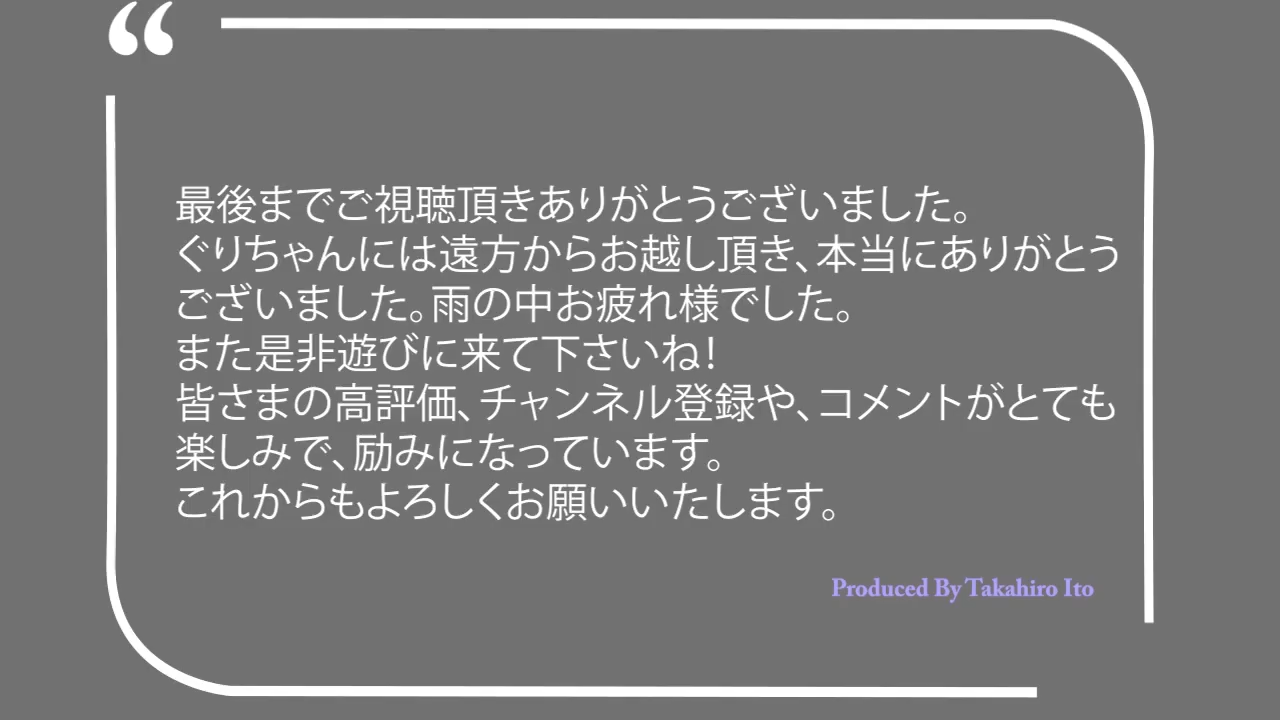 最後までご視聴頂きありがとうございました。
ぐりちゃんには遠方からお越し頂き、本当にありがとう
ございました。雨の中お疲れ様でした。
また是非遊びに来て下さいね!
皆さまの高評価、チャンネル登録や、コメントがとても
楽しみで、励みになっています。
これからもよろしくお願いいたします。
Produced By Takahiro Ito